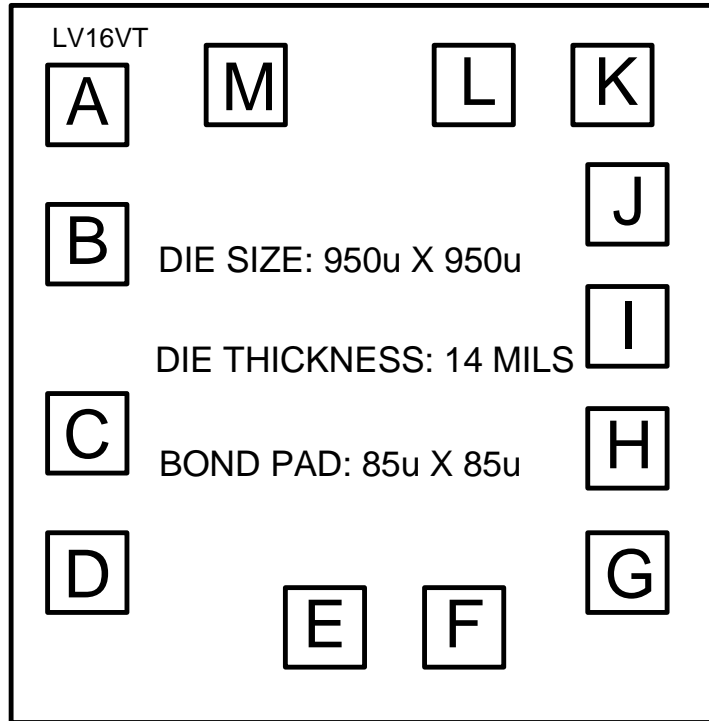 LV16VT
A
M
L
K
B
J
DIE SIZE: 950u X 950u
I
DIE THICKNESS: 14 MILS
C
H
BOND PAD: 85u X 85u
D
G
E
F